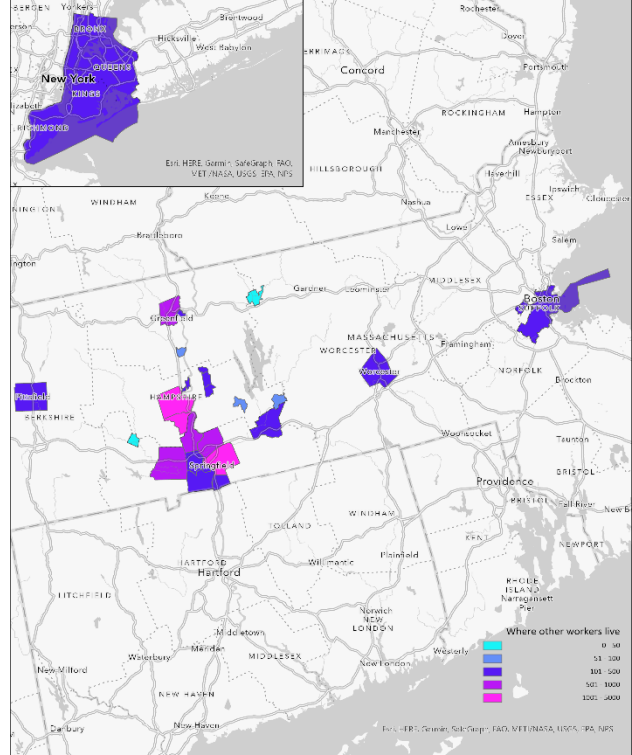 BERGEN
Yonkers
BRONX
Brentwood
Hicksville
West Babylon
QUEENS
New York
KINGS
Elizabeth
RICHMOND
Esri, HERE, Garmin, SafeGraph, FAO,
METI/NASA, USGS, EPA, NPS
Rochester
Dover
ERRIMACK
Portsmouth
Concord
ROCKINGHAM
Hampton
Manchester
Amesbury
Newburyport
HILLSBOROUGH
Haverhill
Ipswich
ESSEX
Gloucester
Keene
Nashua
NINGTON
WINDHAM
Lowe
Brattleboro
Salem
ington
Gardner
Leominster
MIDDLESEX
Boston
SUFFOLK
Greenfield
MASSACHUSETTS
WORCESTER
Framingham
Worcester
NORFOLK
Brockton
Pittsfield
HAMPSHIRE
BERKSHIRE
Woonsocket
Taunton
Springfield
BRISTOL
Providence
BRISTOL
Fall River
New B
WINDHAM
TOLLAND
KENT
NEWPORT
Plainfield
HARTFORD
Willimantic
Hartford
LITCHFIELD
RHODE
ISLAND
Narragansett
Pier
Norwich
NEW
LONDON
Middletown
Meriden
Waterbury
MIDDLESEX
Westerly
New London
New Milford
NEW HAVEN
New Haven
Danbury
Where other workers live
0 - 50
51 - 100
101 - 500
501 - 1000
1001 - 5000
Esri, HERE, Garmin, SafeGraph, FAO, METI/NASA, USGS, EPA, NPS